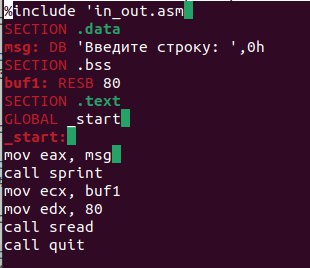 %include 'in_out.asm
SECTION .data
msg: DB 'Введите строку: ',0h
SECTION .bss
buf1: RESB 80
SECTION .text
GLOBAL _start
_start:
mov eax, msg
call sprint
mov ecx, buf1
mov edx, 80
call sread
call quit